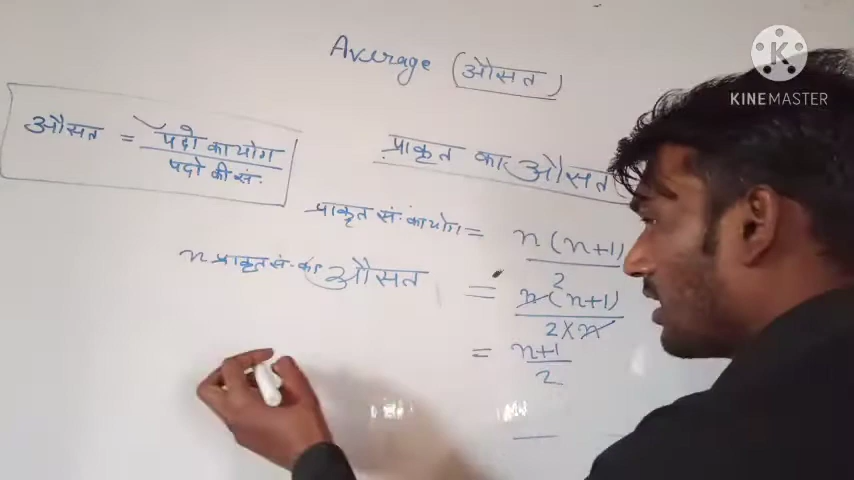 Average (औसत)
औसत = पदो का योग / पदो की सं.
प्राकृत का औसत
प्राकृत सं. का योग = n(n+1) / 2
n प्राकृत सं. का औसत = n(n+1) / 2×n
= n+1 / 2
KINEMASTER